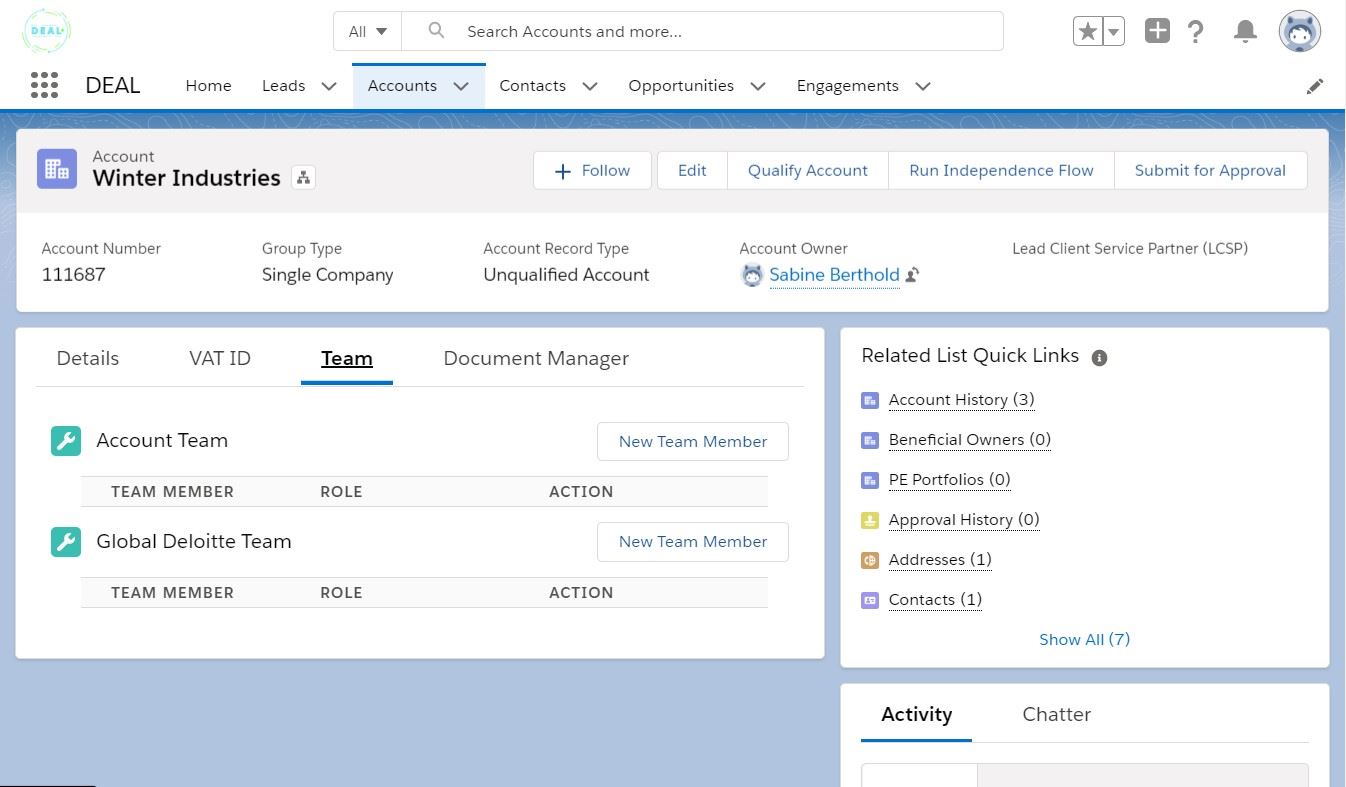 DEAL
All
Search Accounts and more...
DEAL
Home
Leads
Accounts
Contacts
Opportunities
Engagements
Account
Winter Industries
Follow
Edit
Qualify Account
Run Independence Flow
Submit for Approval
Account Number
111687
Group Type
Single Company
Account Record Type
Unqualified Account
Account Owner
Sabine Berthold
Lead Client Service Partner (LCSP)
Details
VAT ID
Team
Document Manager
Account Team
New Team Member
TEAM MEMBER ROLE ACTION
Global Deloitte Team
New Team Member
TEAM MEMBER ROLE ACTION
Related List Quick Links
Account History (3)
Beneficial Owners (0)
PE Portfolios (0)
Approval History (0)
Addresses (1)
Contacts (1)
Show All (7)
Activity
Chatter